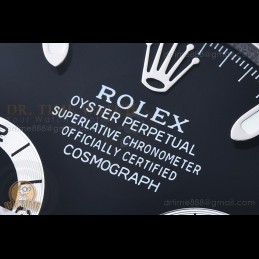 ROLEX
OYSTER PERPETUAL
SUPERLATIVE CHRONOMETER
OFFICIALLY CERTIFIED
COSMOGRAPH